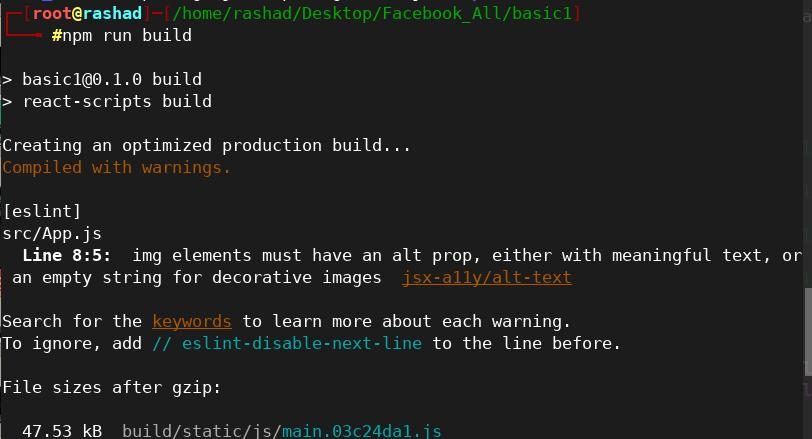 [root@rashad]─[/home/rashad/Desktop/Facebook_All/basic1]
#npm run build
> basic1@0.1.0 build
> react-scripts build
Creating an optimized production build...
Compiled with warnings.
[eslint]
src/App.js
Line 8:5:  img elements must have an alt prop, either with meaningful text, or
an empty string for decorative images  jsx-a11y/alt-text
Search for the keywords to learn more about each warning.
To ignore, add // eslint-disable-next-line to the line before.
File sizes after gzip:
47.53 kB  build/static/js/main.03c24da1.js